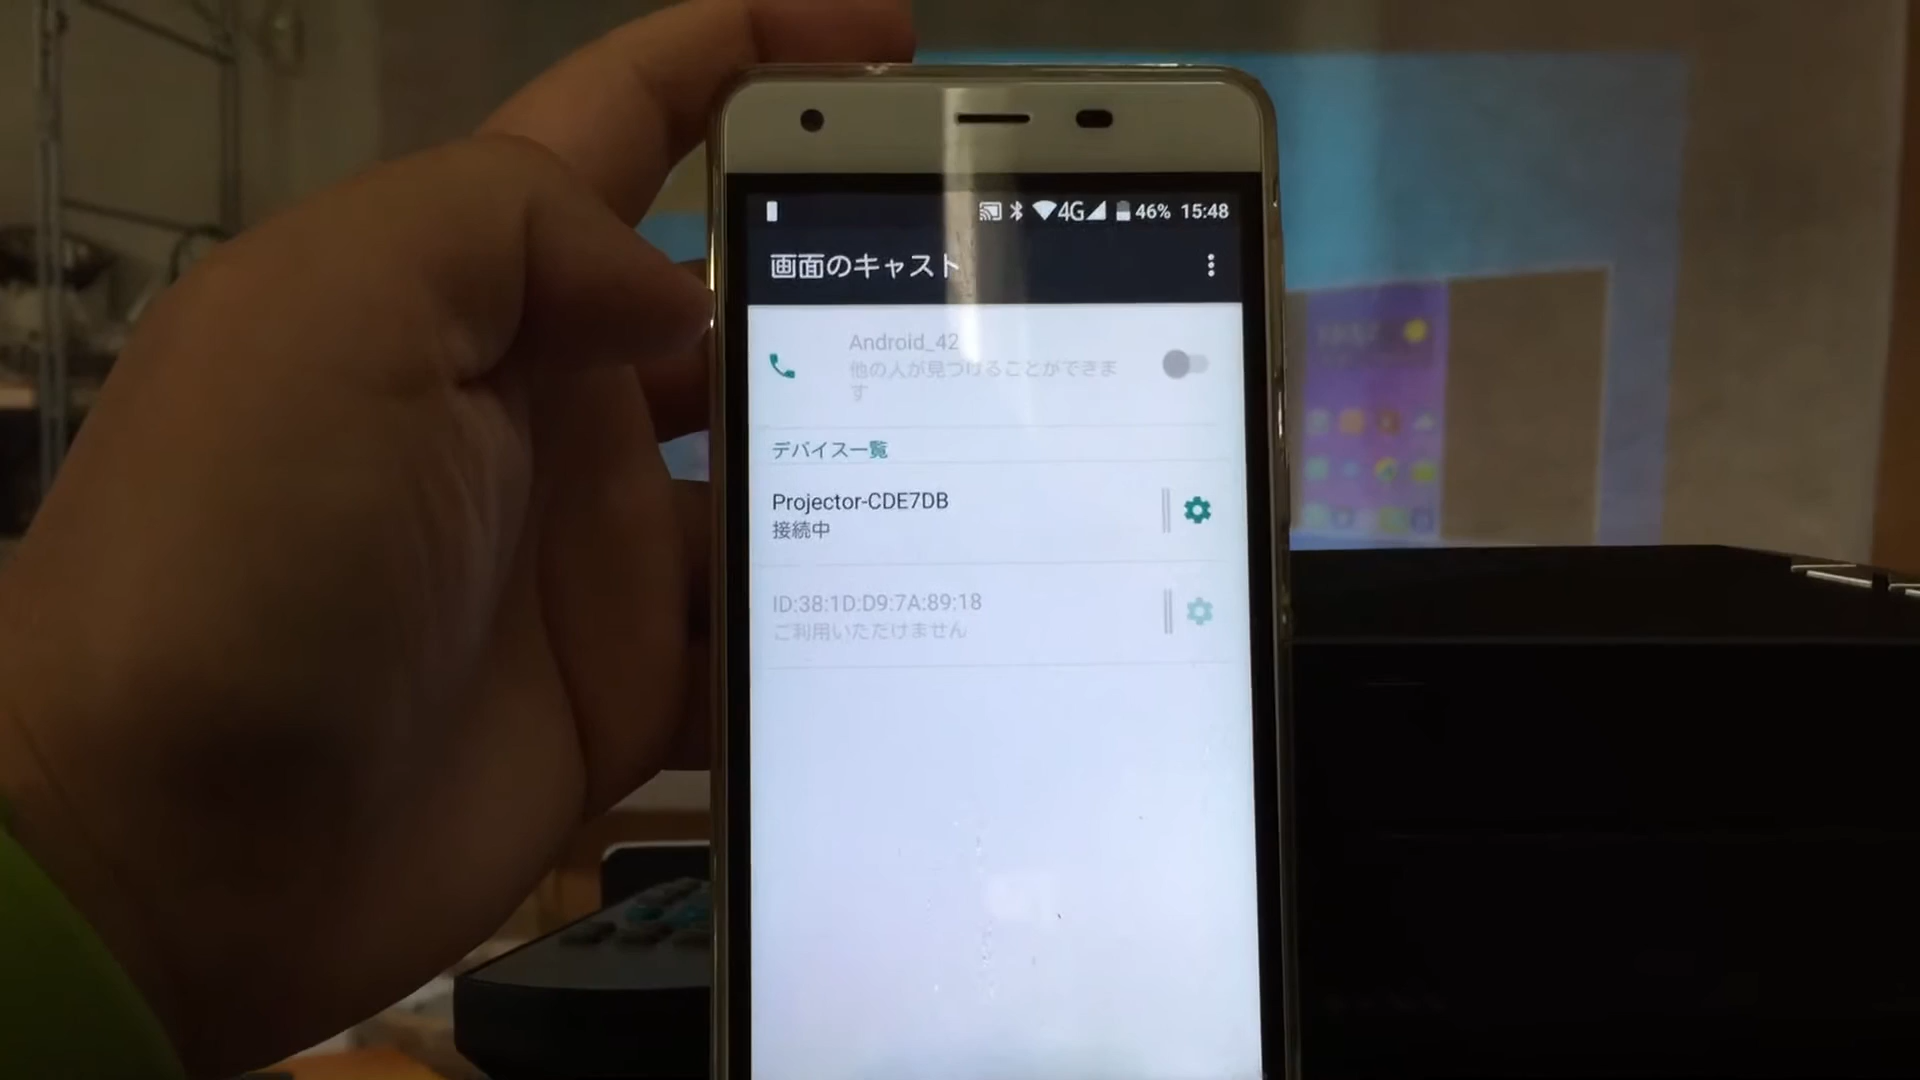 4G 46% 15:48
画面のキャスト
Android_42
他の人が見つけることができま
す
デバイス一覧
Projector-CDE7DB
接続中
ID:38:1D:D9:7A:89:18
ご利用いただけません